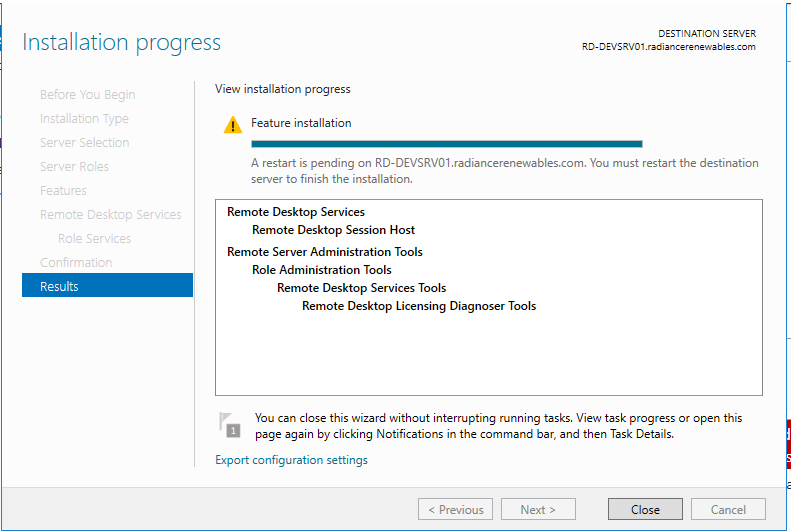 Installation progress
DESTINATION SERVER
RD-DEVSRV01.radiancerenewables.com
Before You Begin
Installation Type
Server Selection
Server Roles
Features
Remote Desktop Services
Role Services
Confirmation
Results
View installation progress
Feature installation
A restart is pending on RD-DEVSRV01.radiancerenewables.com. You must restart the destination
server to finish the installation.
Remote Desktop Services
Remote Desktop Session Host
Remote Server Administration Tools
Role Administration Tools
Remote Desktop Services Tools
Remote Desktop Licensing Diagnoser Tools
1
You can close this wizard without interrupting running tasks. View task progress or open this
page again by clicking Notifications in the command bar, and then Task Details.
Export configuration settings
< Previous
Next >
Close
Cancel